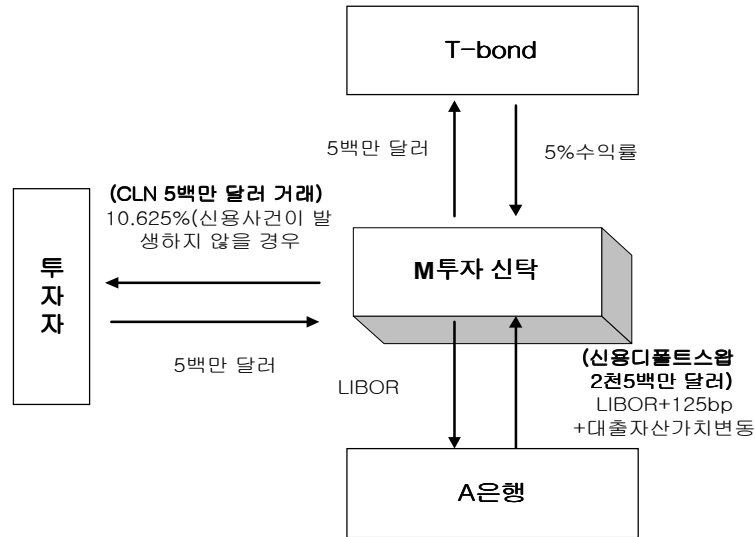 T-bond
5백만 달러
5%수익률
(CLN 5백만 달러 거래)
10.625%(신용사건이 발
생하지 않을 경우
투
자
자
M투자 신탁
5백만 달러
LIBOR
(신용디폴트스왑
2천5백만 달러)
LIBOR+125bp
+대출자산가치변동
A은행